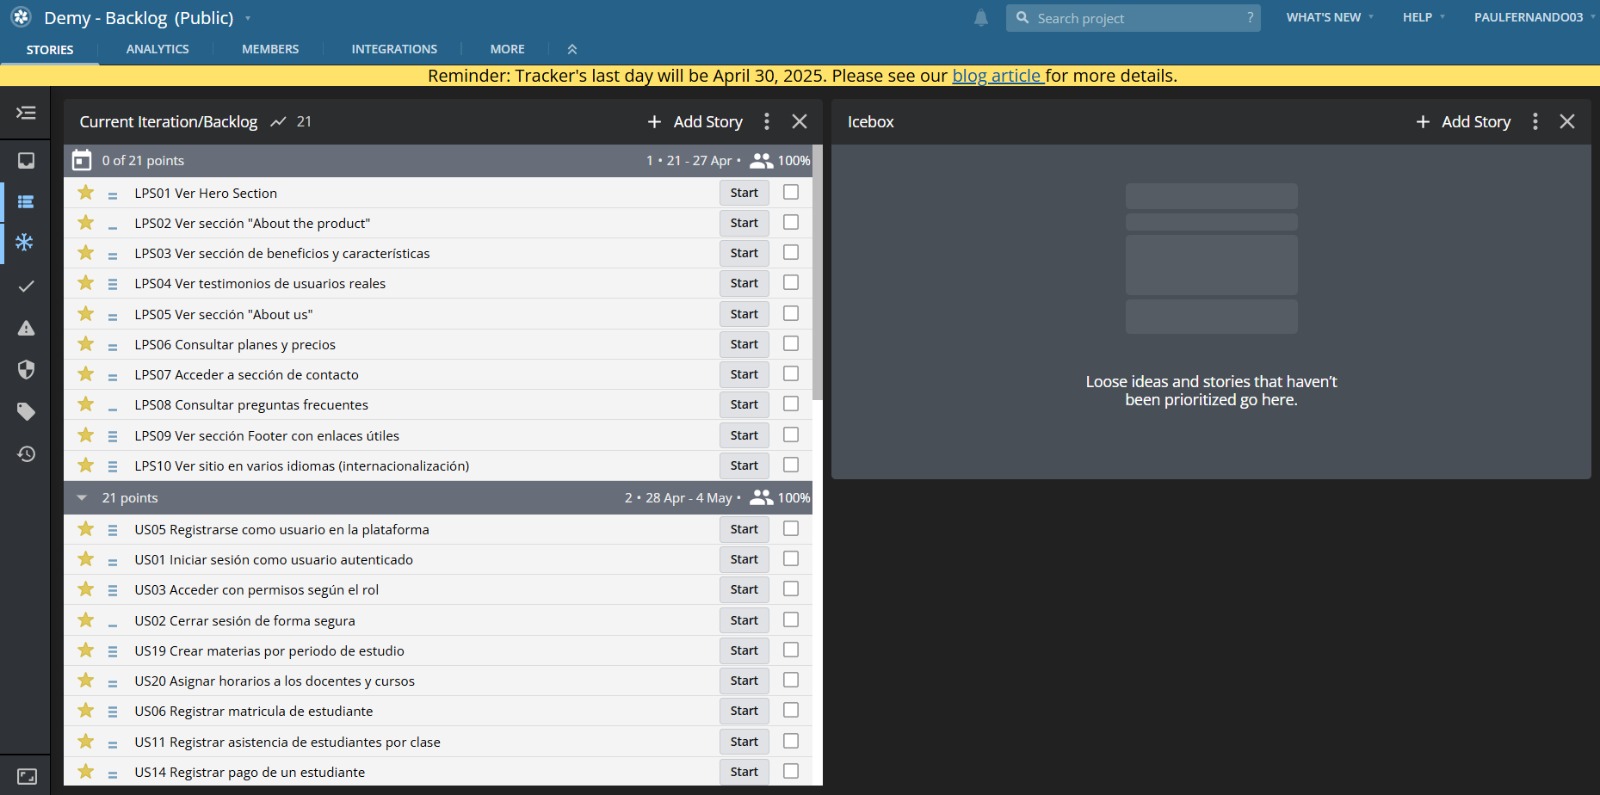 Demy - Backlog (Public)
Search project
?
WHAT'S NEW
HELP
PAULFERNANDO03
STORIES
ANALYTICS
MEMBERS
INTEGRATIONS
MORE
Reminder: Tracker's last day will be April 30, 2025. Please see our blog article for more details.
Current Iteration/Backlog 21
+ Add Story
Icebox
+ Add Story
0 of 21 points
1 • 21 - 27 Apr • 100%
LPS01 Ver Hero Section Start
LPS02 Ver sección "About the product" Start
LPS03 Ver sección de beneficios y características Start
LPS04 Ver testimonios de usuarios reales Start
LPS05 Ver sección "About us" Start
LPS06 Consultar planes y precios Start
LPS07 Acceder a sección de contacto Start
LPS08 Consultar preguntas frecuentes Start
LPS09 Ver sección Footer con enlaces útiles Start
LPS10 Ver sitio en varios idiomas (internacionalización) Start
21 points
2 • 28 Apr - 4 May • 100%
US05 Registrarse como usuario en la plataforma Start
US01 Iniciar sesión como usuario autenticado Start
US03 Acceder con permisos según el rol Start
US02 Cerrar sesión de forma segura Start
US19 Crear materias por periodo de estudio Start
US20 Asignar horarios a los docentes y cursos Start
US06 Registrar matricula de estudiante Start
US11 Registrar asistencia de estudiantes por clase Start
US14 Registrar pago de un estudiante Start
Loose ideas and stories that haven't
been prioritized go here.